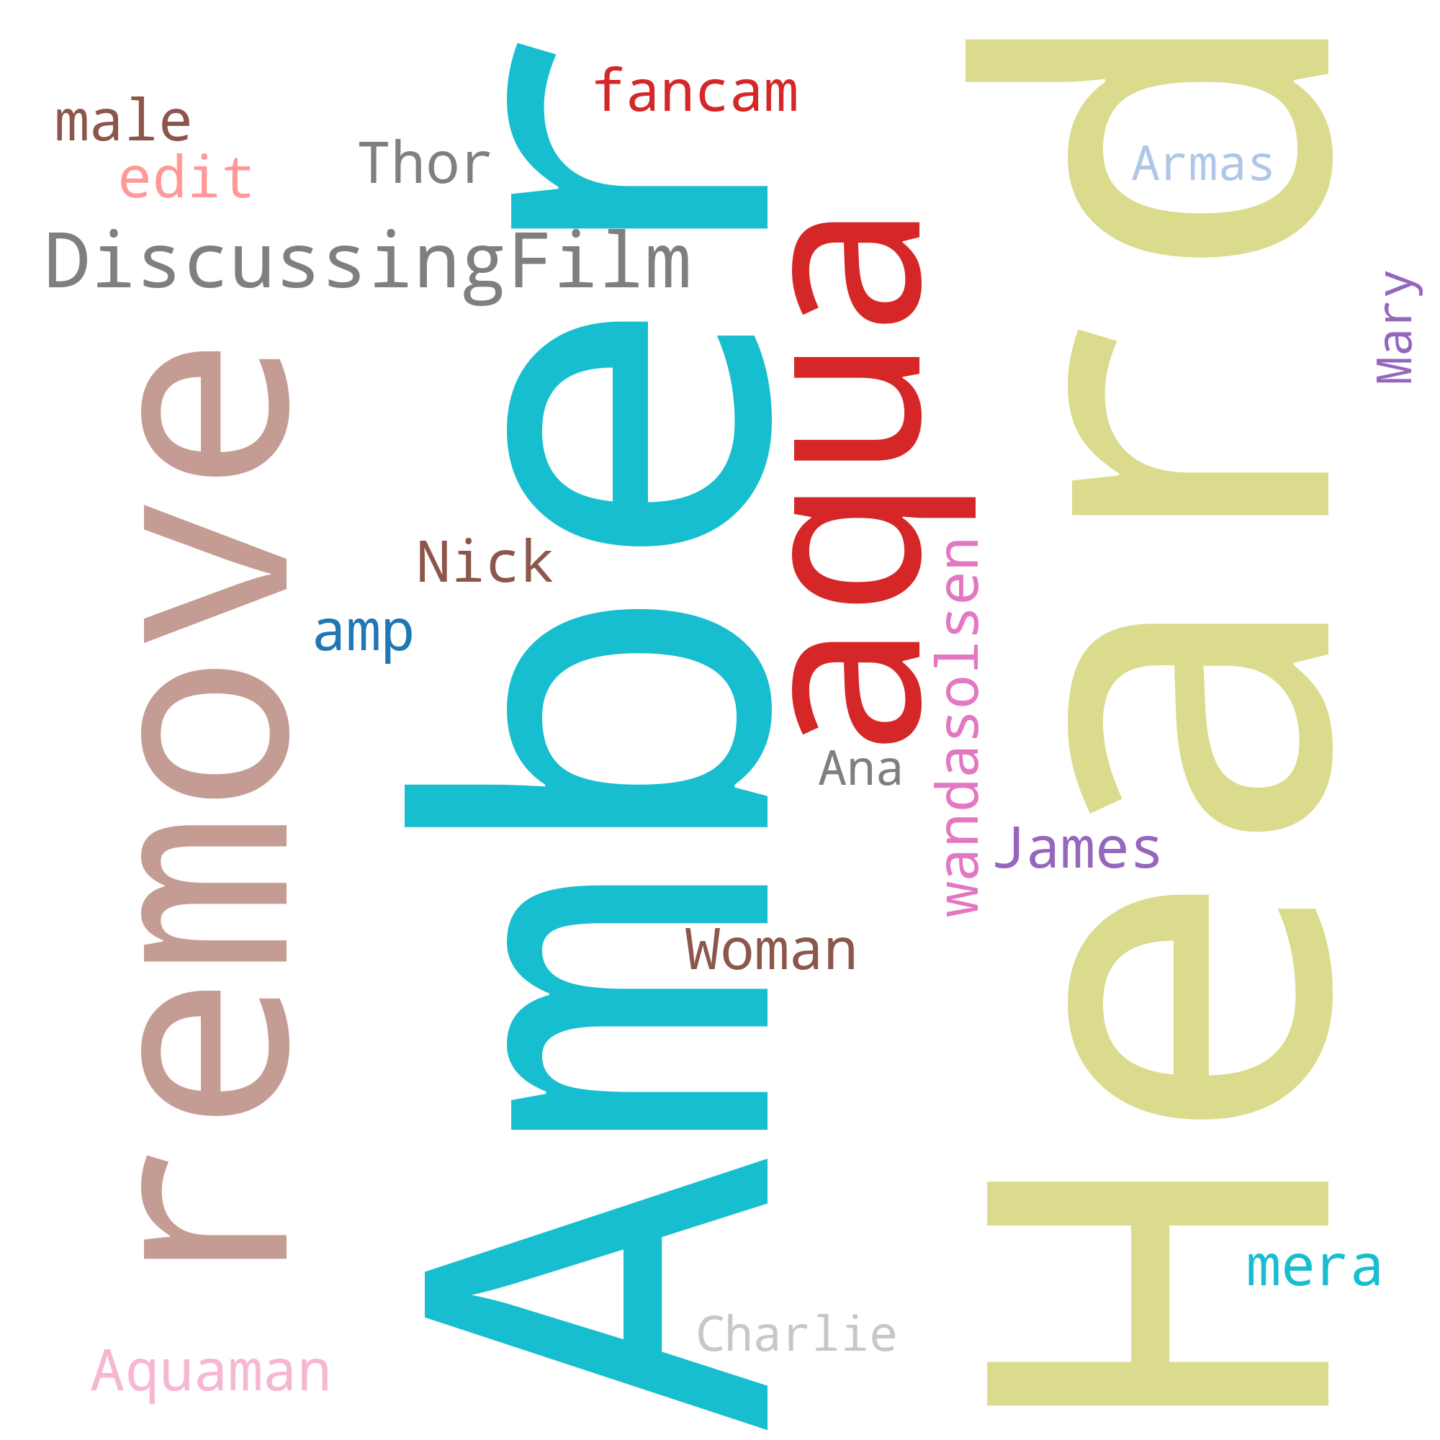 male
fancam
edit
Thor
Armas
DiscussingFilm
remove
Amber
aqua
Heard
Mary
Nick
amp
wandasolsen
Ana
James
Woman
mera
Charlie
Aquaman